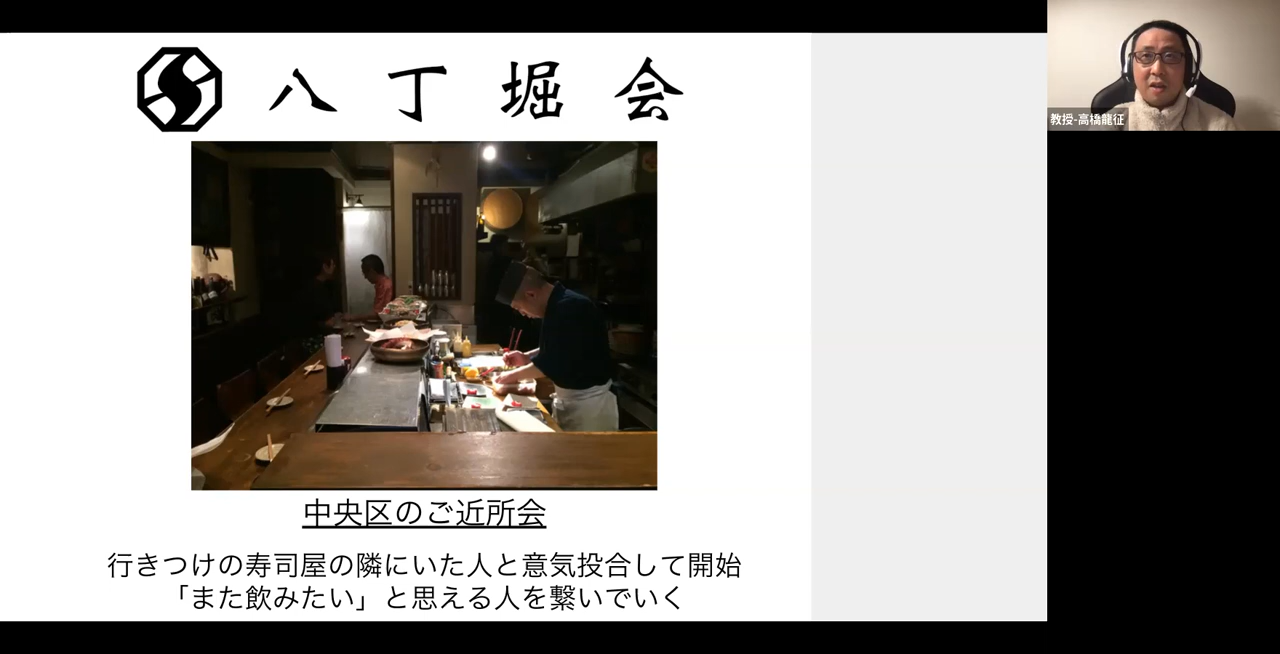 八丁堀会
教授-高橋龍征
中央区のご近所会
行きつけの寿司屋の隣にいた人と意気投合して開始
「また飲みたい」と思える人を繋いでいく